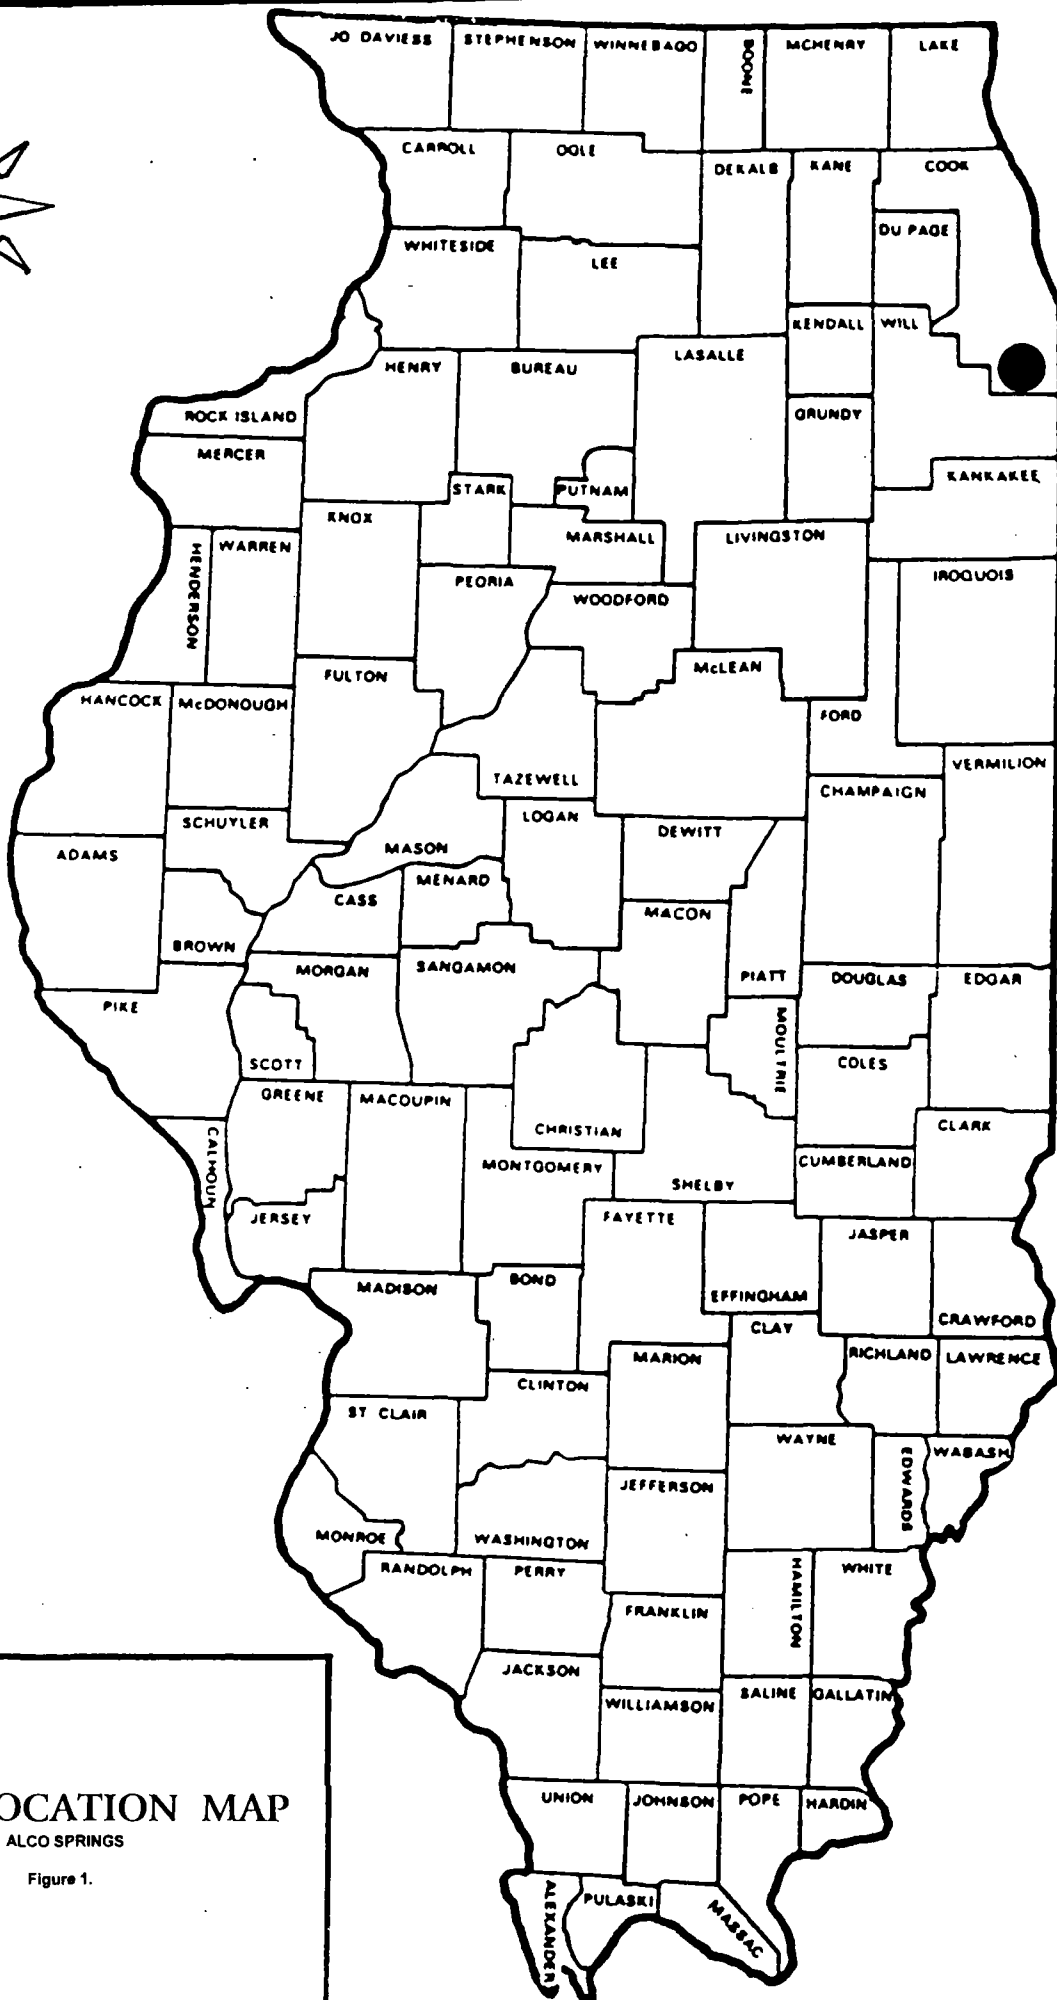 JO DAVIESS
STEPHENSON
WINNEBAGO
BOONE
MCHENRY
LAKE
CARROLL
OGLE
DEKALB
KANE
COOK
DU PAGE
WHITESIDE
LEE
KENDALL
WILL
HENRY
BUREAU
LASALLE
ROCK ISLAND
GRUNDY
MERCER
KANKAKEE
STARK
PUTNAM
KNOX
MARSHALL
LIVINGSTON
HENDERSON
WARREN
PEORIA
WOODFORD
IROQUOIS
FULTON
McLEAN
HANCOCK
McDONOUGH
FORD
TAZEWELL
VERMILION
CHAMPAIGN
SCHUYLER
LOGAN
DEWITT
ADAMS
MASON
MENARD
CASS
MACON
BROWN
MORGAN
SANGAMON
PIATT
DOUGLAS
EDGAR
PIKE
MOULTRIE
SCOTT
COLES
GREENE
MACOUPIN
CHRISTIAN
CLARK
CALHOUN
MONTGOMERY
CUMBERLAND
SHELBY
JERSEY
FAYETTE
JASPER
MADISON
BOND
EFFINGHAM
CRAWFORD
CLAY
MARION
RICHLAND
LAWRENCE
CLINTON
ST CLAIR
WAYNE
EDWARDS
WABASH
JEFFERSON
MONROE
WASHINGTON
RANDOLPH
PERRY
HAMILTON
WHITE
FRANKLIN
JACKSON
WILLIAMSON
SALINE
GALLATIN
UNION
JOHNSON
POPE
HARDIN
ALEXANDER
PULASKI
MASSAC
OCATION MAP
ALCO SPRINGS
Figure 1.